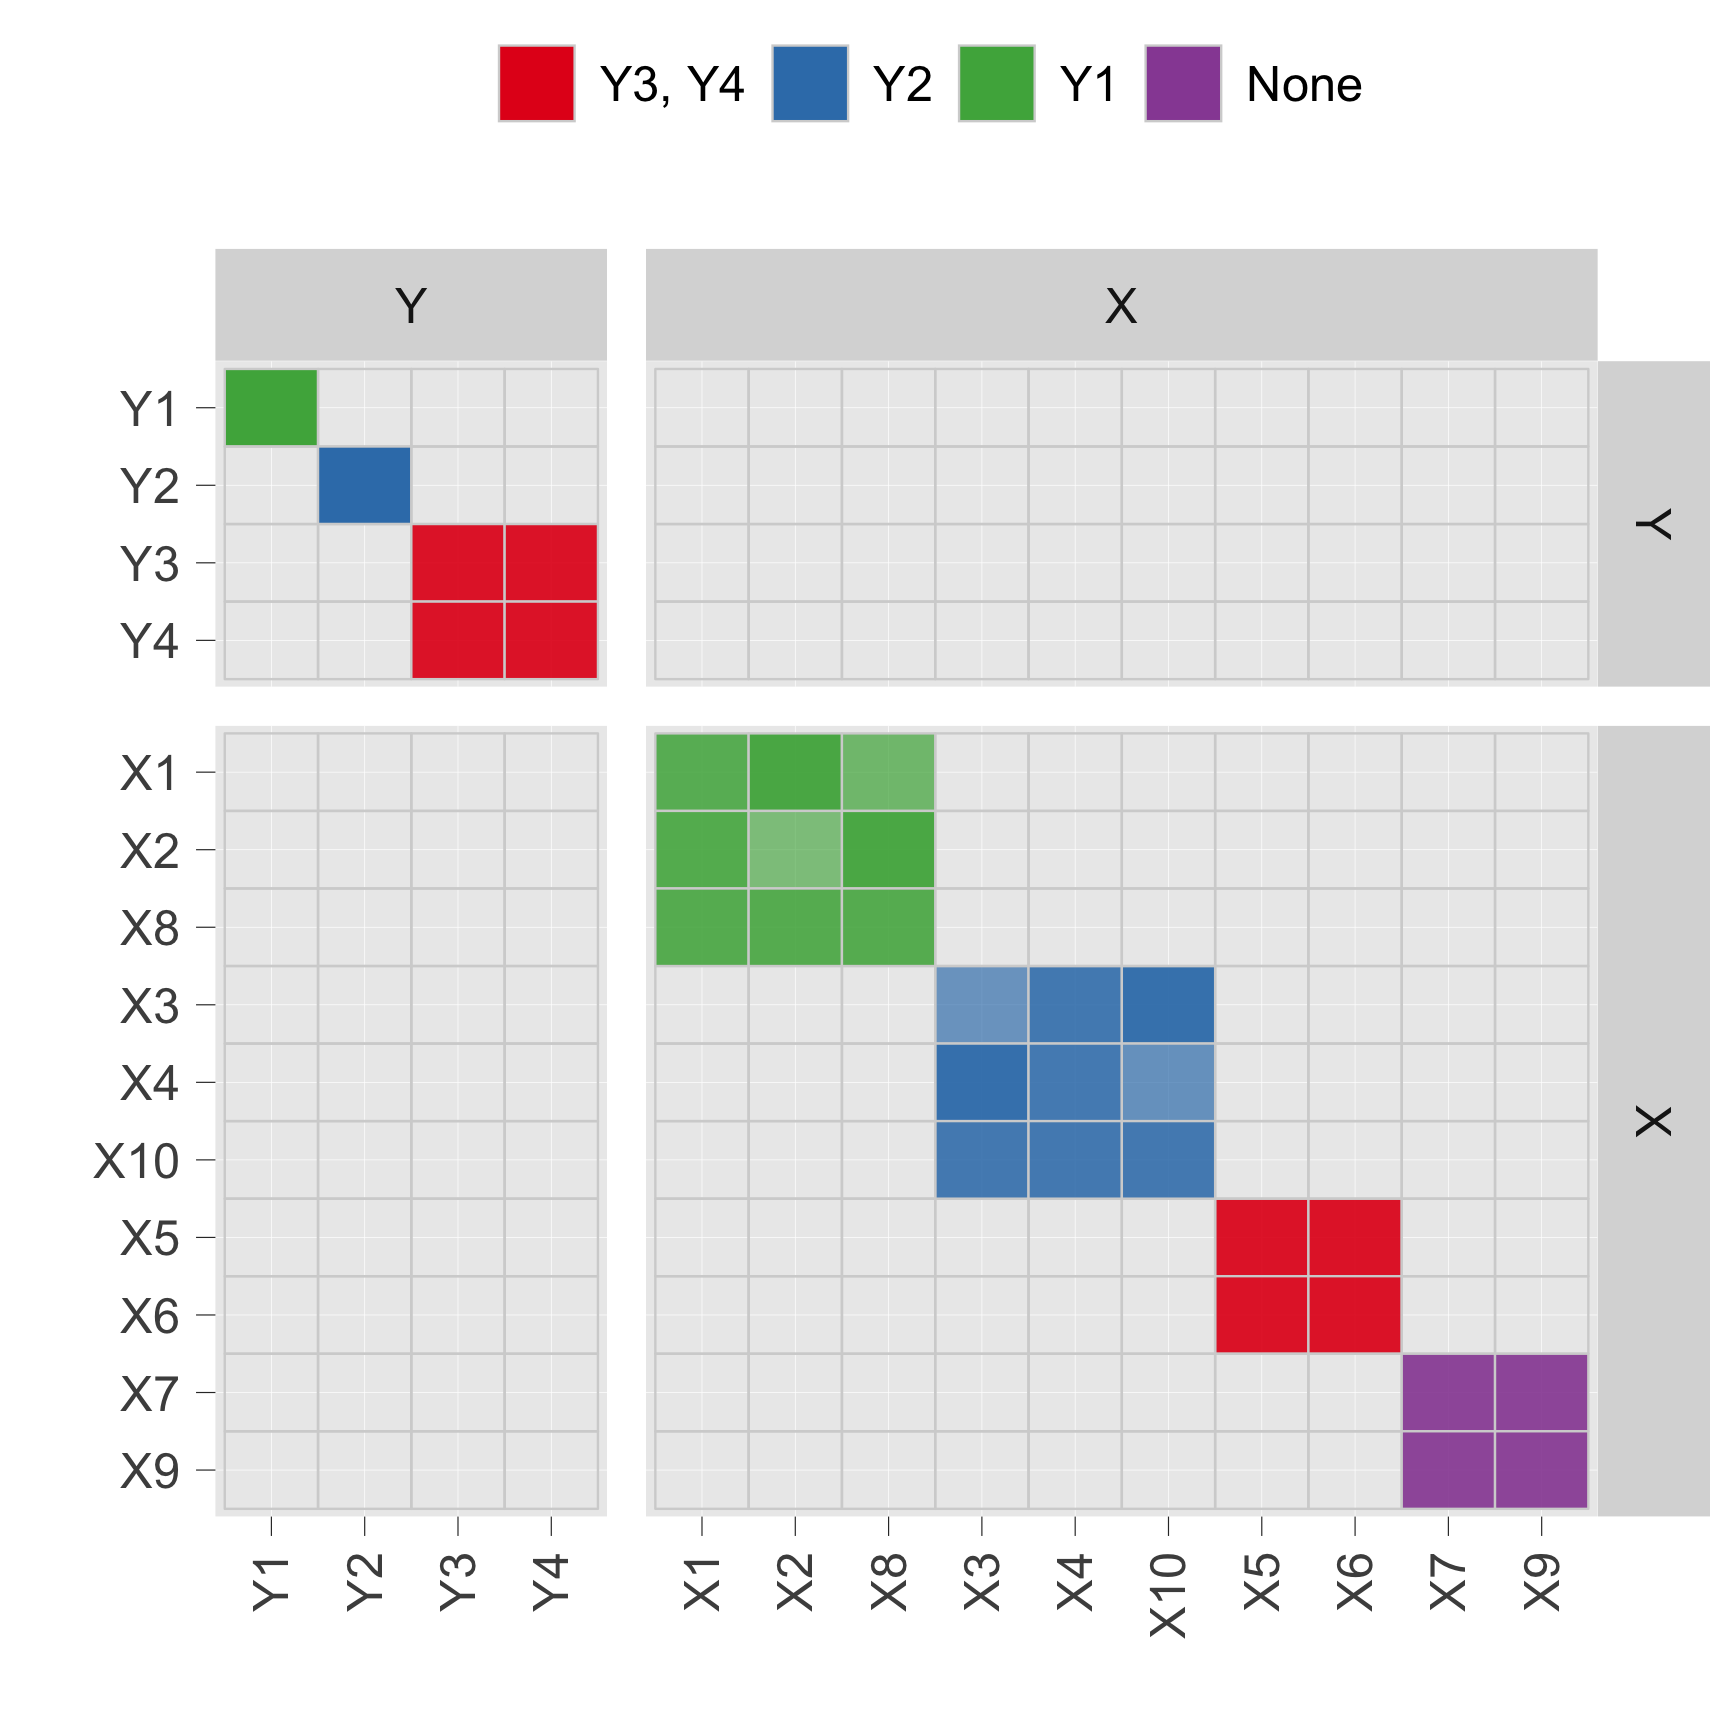 Y3, Y4 Y2 Y1 None
Y X
Y1
Y2
Y3
Y4
Y
X1
X2
X8
X3
X4
X10
X5
X6
X7
X9
X
Y1 Y2 Y3 Y4 X1 X2 X8 X3 X4 X10 X5 X6 X7 X9